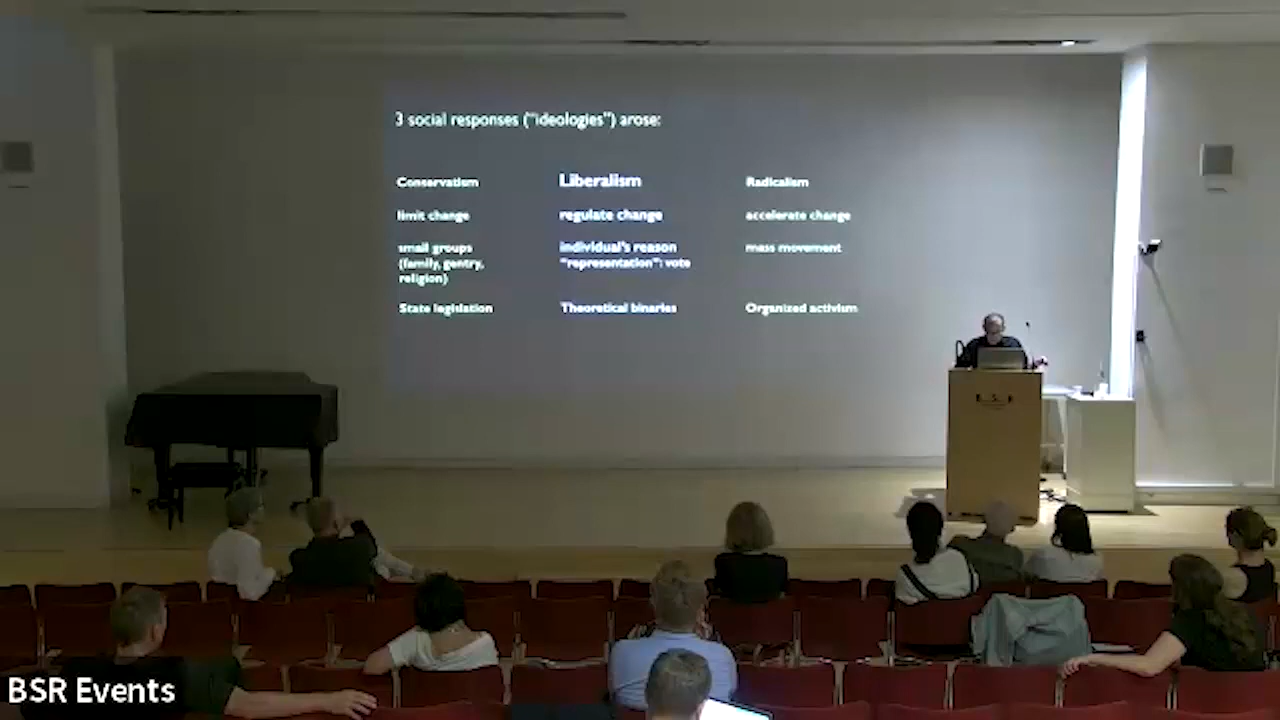 3 social responses ("ideologies") arose:
Conservatism
Liberalism
Radicalism
limit change
regulate change
accelerate change
small groups
(family, gentry,
religion)
individual's reason
"representation": vote
mass movement
State legislation
Theoretical binaries
Organized activism
B S R
BSR Events